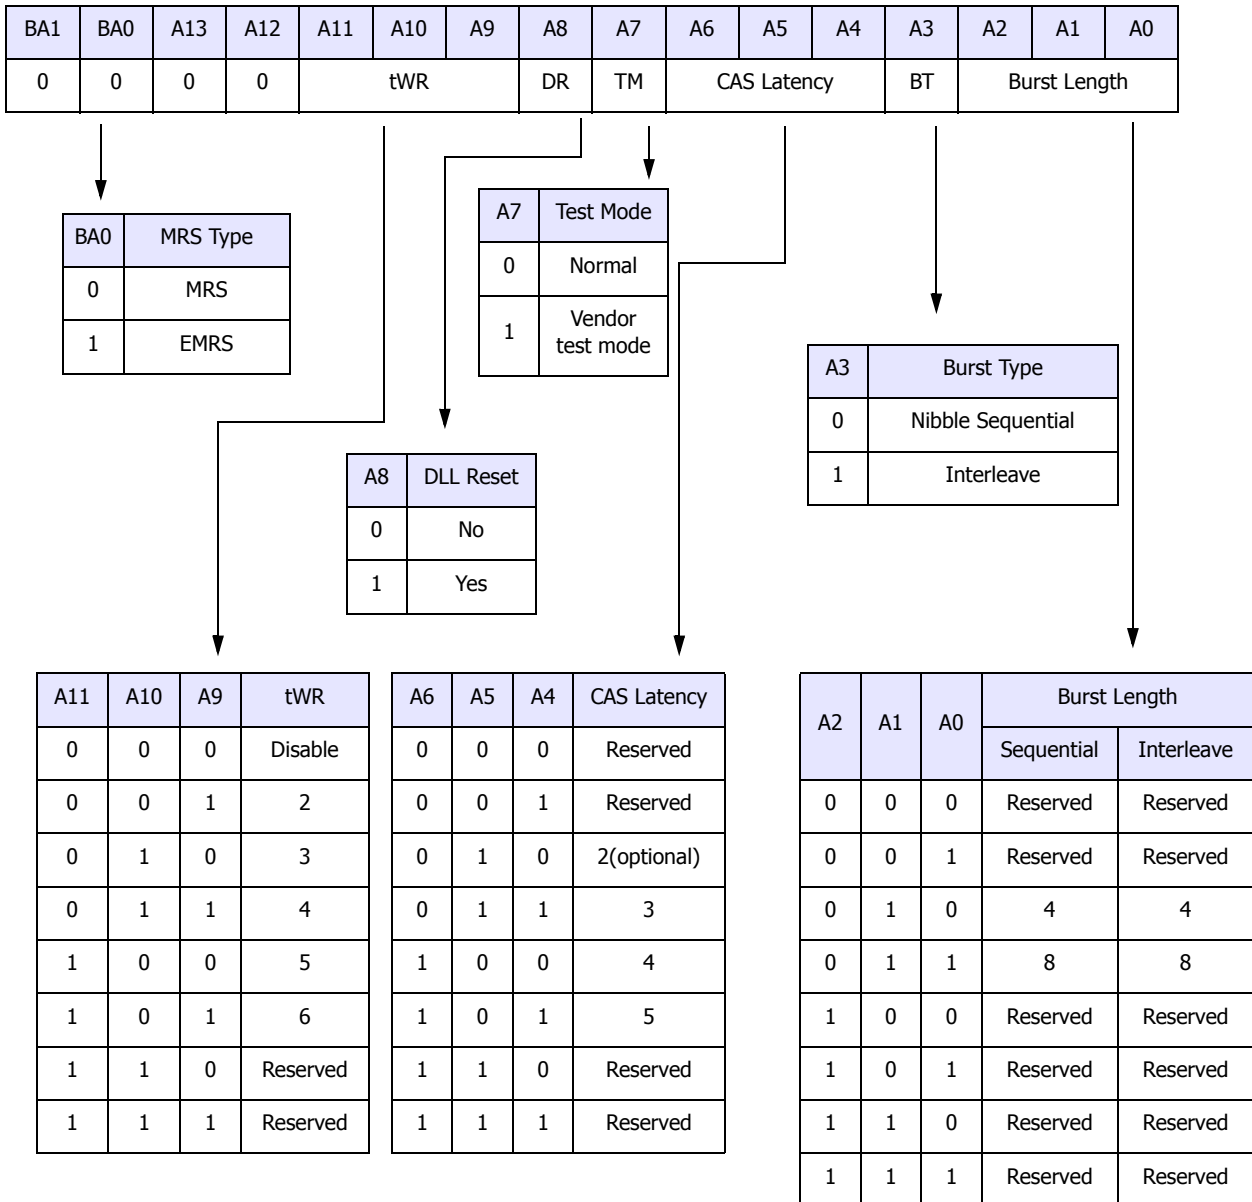 BA1 BA0 A13 A12 A11 A10 A9 A8 A7 A6 A5 A4 A3 A2 A1 A0
0 0 0 0 tWR DR TM CAS Latency BT Burst Length
BA0 MRS Type
0 MRS
1 EMRS
A7 Test Mode
0 Normal
1 Vendor
test mode
A3 Burst Type
0 Nibble Sequential
1 Interleave
A8 DLL Reset
0 No
1 Yes
A11 A10 A9 tWR
0 0 0 Disable
0 0 1 2
0 1 0 3
0 1 1 4
1 0 0 5
1 0 1 6
1 1 0 Reserved
1 1 1 Reserved
A6 A5 A4 CAS Latency
0 0 0 Reserved
0 0 1 Reserved
0 1 0 2(optional)
0 1 1 3
1 0 0 4
1 0 1 5
1 1 0 Reserved
1 1 1 Reserved
A2 A1 A0 Burst Length
Sequential Interleave
0 0 0 Reserved Reserved
0 0 1 Reserved Reserved
0 1 0 4 4
0 1 1 8 8
1 0 0 Reserved Reserved
1 0 1 Reserved Reserved
1 1 0 Reserved Reserved
1 1 1 Reserved Reserved